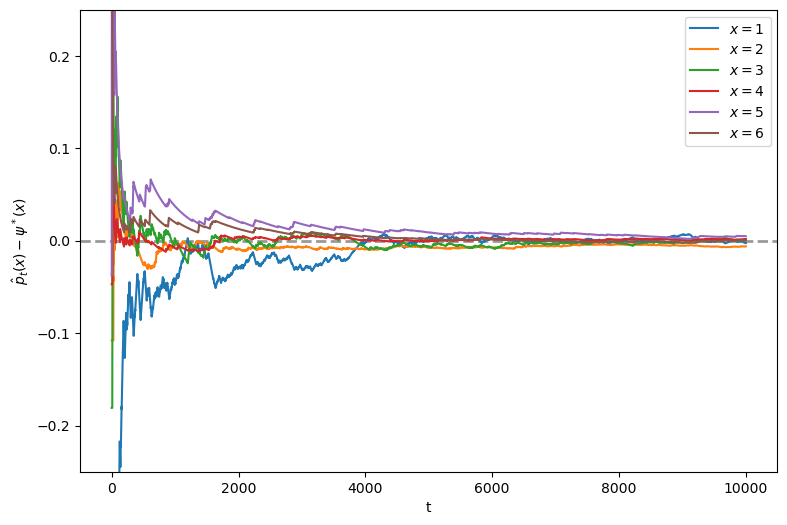 x = 1
x = 2
x = 3
x = 4
x = 5
x = 6
0.2
0.1
0.0
−0.1
−0.2
p̂ₜ(x) − ψ*(x)
0 2000 4000 6000 8000 10000
t